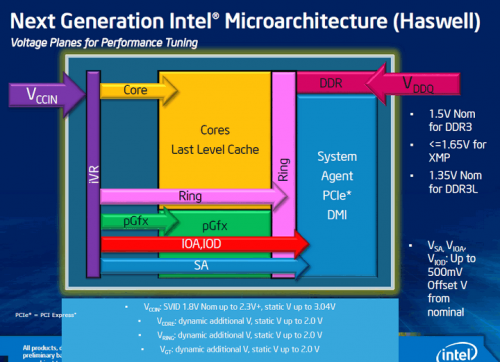 Next Generation Intel® Microarchitecture (Haswell)
Voltage Planes for Performance Tuning
VCCIN
iVR
Core
Cores
Last Level Cache
Ring
Ring
DDR
VDDQ
System
Agent
PCIe*
DMI
pGfx
pGfx
IOA,IOD
SA
• 1.5V Nom
for DDR3
• <=1.65V for
XMP
• 1.35V Nom
for DDR3L
• VSA, VIOA,
VIOD: Up to
500mV
Offset V
from
nominal
PCIe* = PCI Express*
• VCCIN: SVID 1.8V Nom up to 2.3V+, static V up to 3.04V
• VCORE: dynamic additional V, static V up to 2.0 V
• VRING: dynamic additional V, static V up to 2.0 V
• VGT: dynamic additional V, static V up to 2.0 V
All products,
preliminary ba
intel